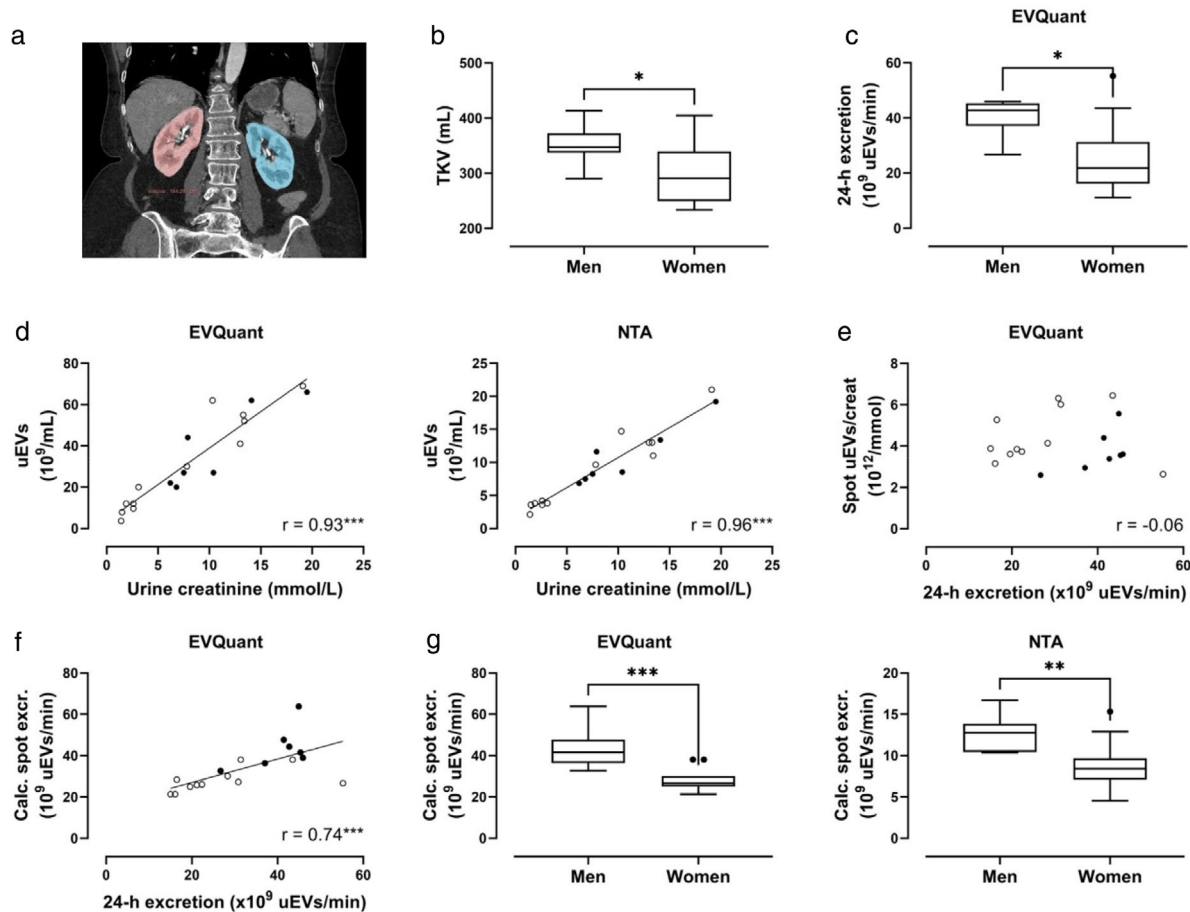 a
b
TKV (mL)
500
400
300
200
*
Men
Women
c
EVQuant
24-h excretion
(10⁹ uEVs/min)
60
40
20
0
*
Men
Women
d
EVQuant
uEVs
(10⁹/mL)
80
60
40
20
0
r = 0.93***
0
5
10
15
20
25
Urine creatinine (mmol/L)
NTA
uEVs
(10⁹/mL)
25
20
15
10
5
0
r = 0.96***
0
5
10
15
20
25
Urine creatinine (mmol/L)
e
EVQuant
Spot uEVs/creat
(10¹²/mmol)
8
6
4
2
0
r = -0.06
0
20
40
60
24-h excretion (x10⁹ uEVs/min)
f
EVQuant
Calc. spot excr.
(10⁹ uEVs/min)
80
60
40
20
0
r = 0.74***
0
20
40
60
24-h excretion (x10⁹ uEVs/min)
g
EVQuant
Calc. spot excr.
(10⁹ uEVs/min)
80
60
40
20
0
***
Men
Women
NTA
Calc. spot excr.
(10⁹ uEVs/min)
20
15
10
5
0
**
Men
Women